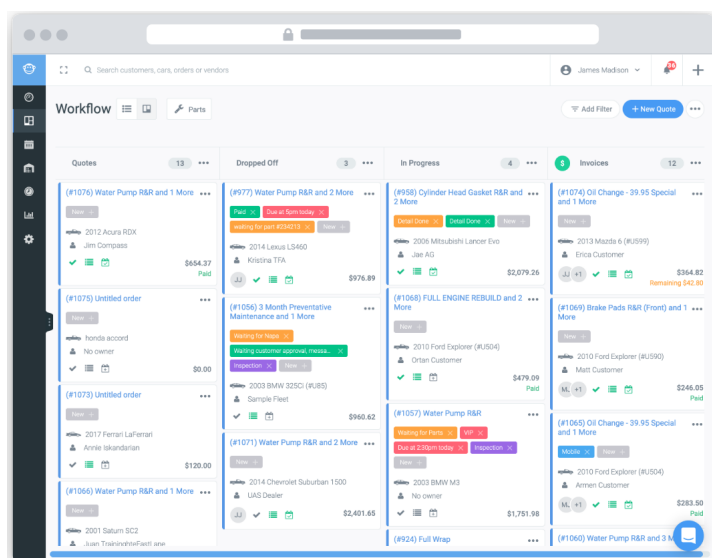 Search customers, cars, orders or vendors
James Madison
36
Workflow
Parts
Add Filter
+ New Quote
Quotes 13
(#1076) Water Pump R&R and 1 More
New +
2012 Acura RDX
Jim Compass
$654.37
Paid
(#1075) Untitled order
New +
honda accord
No owner
$0.00
(#1073) Untitled order
New +
2017 Ferrari LaFerrari
Annie Iskandarian
$120.00
(#1066) Water Pump R&R and 1 More
New +
2001 Saturn SC2
Juan TraininghteFastLane
Dropped Off 3
(#977) Water Pump R&R and 2 More
Paid × Due at 5pm today ×
waiting for part #234213 × New +
2014 Lexus LS460
Kristina TFA
JJ $976.89
(#1056) 3 Month Preventative
Maintenance and 1 More
Waiting for Napa ×
Waiting customer approval, messa... ×
Inspection × New +
2003 BMW 325CI (#U85)
Sample Fleet
$960.62
(#1071) Water Pump R&R and 2 More
New +
2014 Chevrolet Suburban 1500
UAS Dealer
JJ $2,401.65
In Progress 4
(#958) Cylinder Head Gasket R&R and
2 More
Detail Done × Detail Done × New +
2006 Mitsubishi Lancer Evo
Jae AG
$2,079.26
(#1068) FULL ENGINE REBUILD and 2
More
New +
2010 Ford Explorer (#U504)
Ortan Customer
$479.09
Paid
(#1057) Water Pump R&R
Waiting for Parts × VIP ×
Due at 2:30pm today × Inspection ×
New +
2003 BMW M3
No owner
$1,751.98
(#924) Full Wrap
$ Invoices 12
(#1074) Oil Change - 39.95 Special
and 1 More
New +
2013 Mazda 6 (#U599)
Erica Customer
JJ +1 $364.82
Remaining $42.00
(#1069) Brake Pads R&R (Front) and 1
More
New +
2010 Ford Explorer (#U590)
Matt Customer
M. +1 $246.05
Paid
(#1065) Oil Change - 39.95 Special
and 1 More
Mobile × New +
2010 Ford Explorer (#U504)
Armen Customer
M. +1 $283.50
Paid
(#1060) Water Pump R&R and 3 M